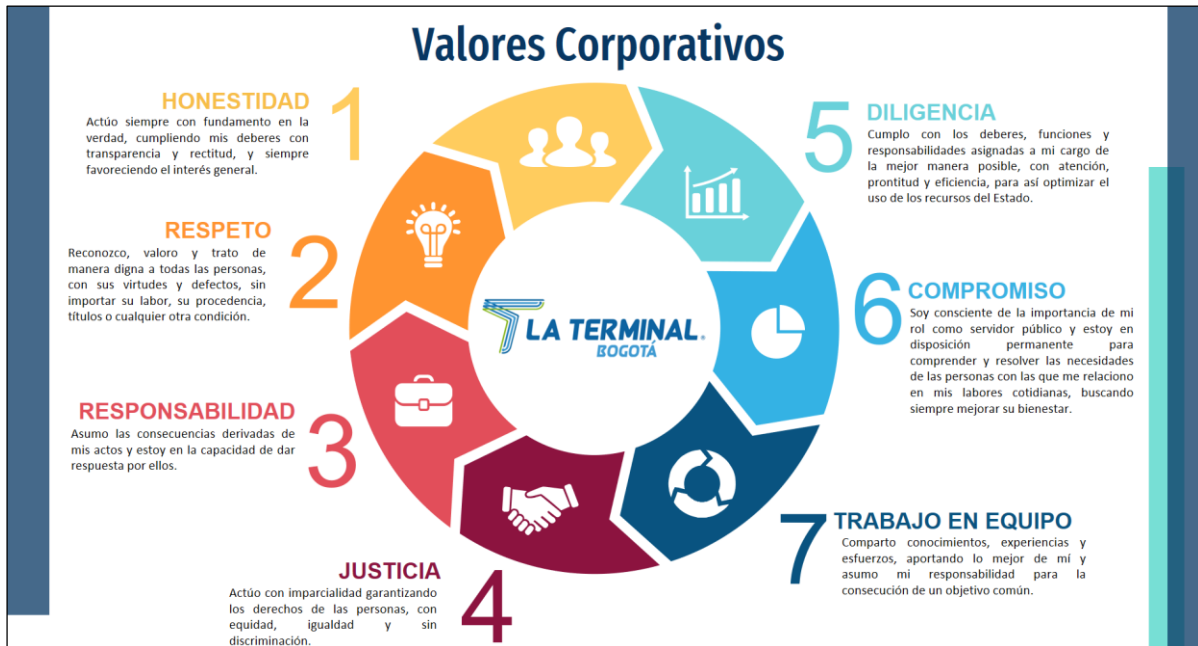 Valores Corporativos
1
HONESTIDAD
Actúo siempre con fundamento en la
verdad, cumpliendo mis deberes con
transparencia y rectitud, y siempre
favoreciendo el interés general.
2
RESPETO
Reconozco, valoro y trato de
manera digna a todas las personas,
con sus virtudes y defectos, sin
importar su labor, su procedencia,
títulos o cualquier otra condición.
3
RESPONSABILIDAD
Asumo las consecuencias derivadas de
mis actos y estoy en la capacidad de dar
respuesta por ellos.
4
JUSTICIA
Actúo con imparcialidad garantizando
los derechos de las personas, con
equidad, igualdad y sin
discriminación.
LA TERMINAL®
BOGOTÁ
5
DILIGENCIA
Cumplo con los deberes, funciones y
responsabilidades asignadas a mi cargo de
la mejor manera posible, con atención,
prontitud y eficiencia, para así optimizar el
uso de los recursos del Estado.
6
COMPROMISO
Soy consciente de la importancia de mi
rol como servidor público y estoy en
disposición permanente para
comprender y resolver las necesidades
de las personas con las que me relaciono
en mis labores cotidianas, buscando
siempre mejorar su bienestar.
7
TRABAJO EN EQUIPO
Comparto conocimientos, experiencias y
esfuerzos, aportando lo mejor de mí y
asumo mi responsabilidad para la
consecución de un objetivo común.